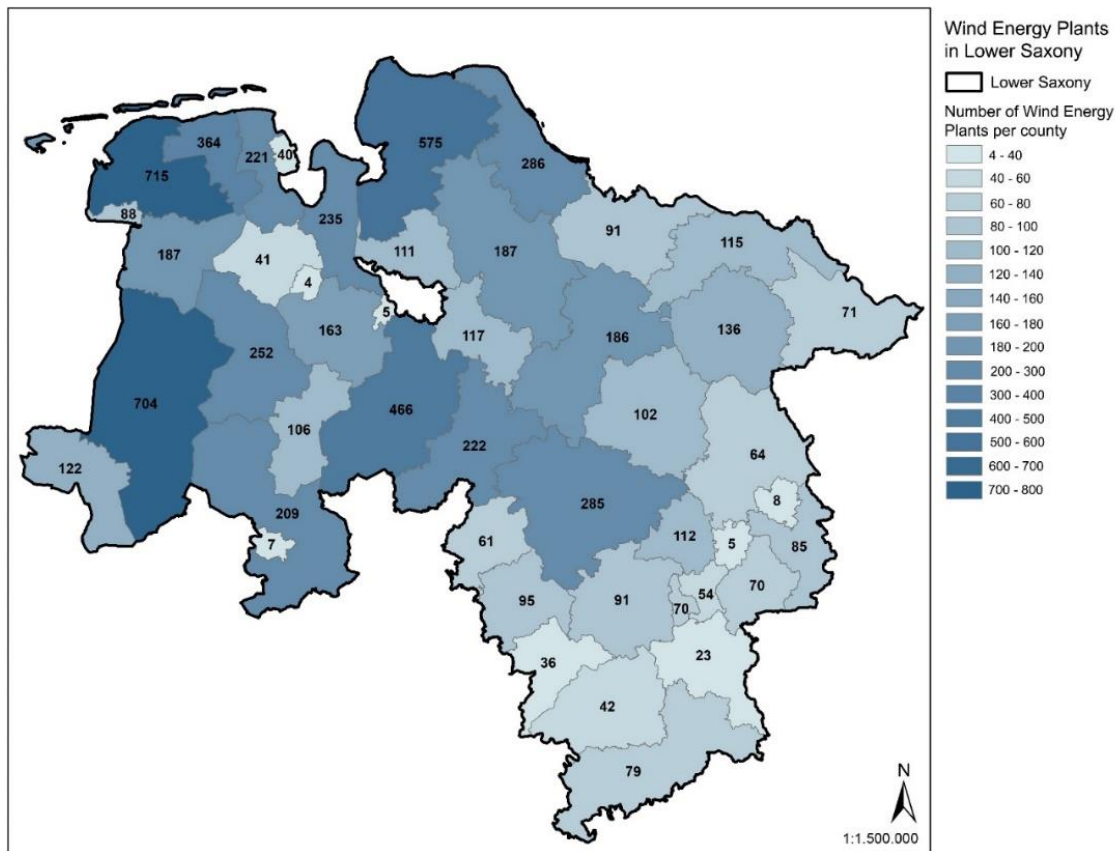 Wind Energy Plants
in Lower Saxony
Lower Saxony
Number of Wind Energy
Plants per county
4 - 40
40 - 60
60 - 80
80 - 100
100 - 120
120 - 140
140 - 160
160 - 180
180 - 200
200 - 300
300 - 400
400 - 500
500 - 600
600 - 700
700 - 800
364
221
40
575
286
715
88
235
187
41
4
111
187
91
115
71
163
5
117
186
136
252
704
106
466
222
102
64
122
209
7
285
8
61
112
5
85
95
91
70
54
70
36
23
42
79
N
1:1.500.000